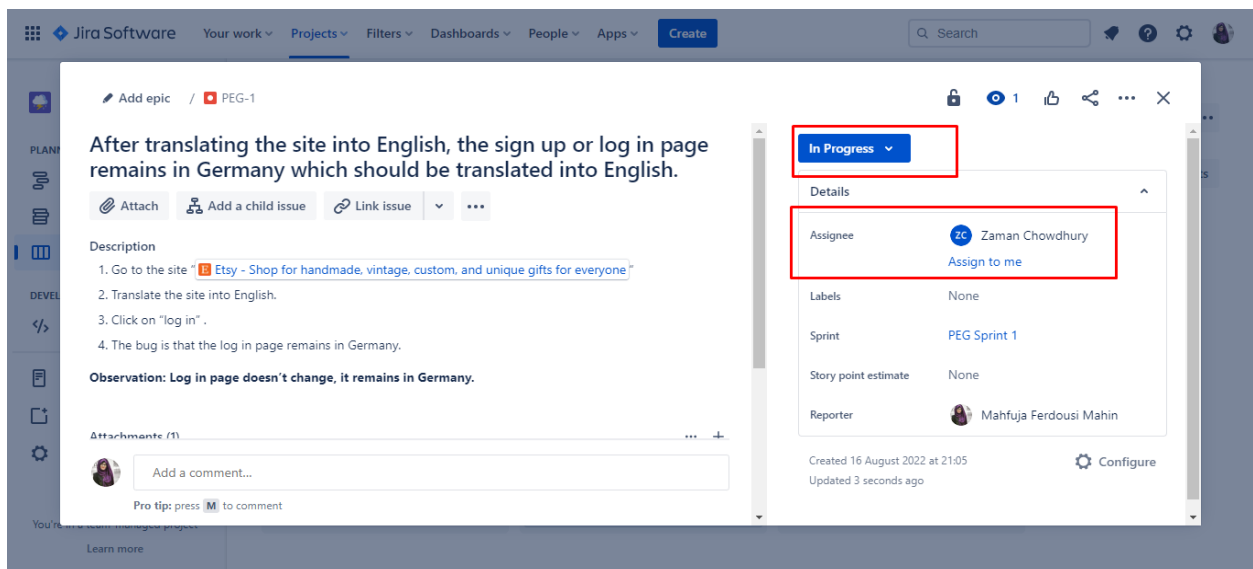 Jira Software Your work Projects Filters Dashboards People Apps Create Search
Add epic / PEG-1 1
After translating the site into English, the sign up or log in page
remains in Germany which should be translated into English.
Attach Add a child issue Link issue
Description
1. Go to the site “ Etsy - Shop for handmade, vintage, custom, and unique gifts for everyone ”
2. Translate the site into English.
3. Click on “log in” .
4. The bug is that the log in page remains in Germany.
Observation: Log in page doesn’t change, it remains in Germany.
Attachments (1)
Add a comment...
Pro tip: press M to comment
In Progress
Details
Assignee ZC Zaman Chowdhury
Assign to me
Labels None
Sprint PEG Sprint 1
Story point estimate None
Reporter Mahfuja Ferdousi Mahin
Created 16 August 2022 at 21:05
Updated 3 seconds ago
Configure
PLANN
DEVEL
You're in a team-managed project
Learn more